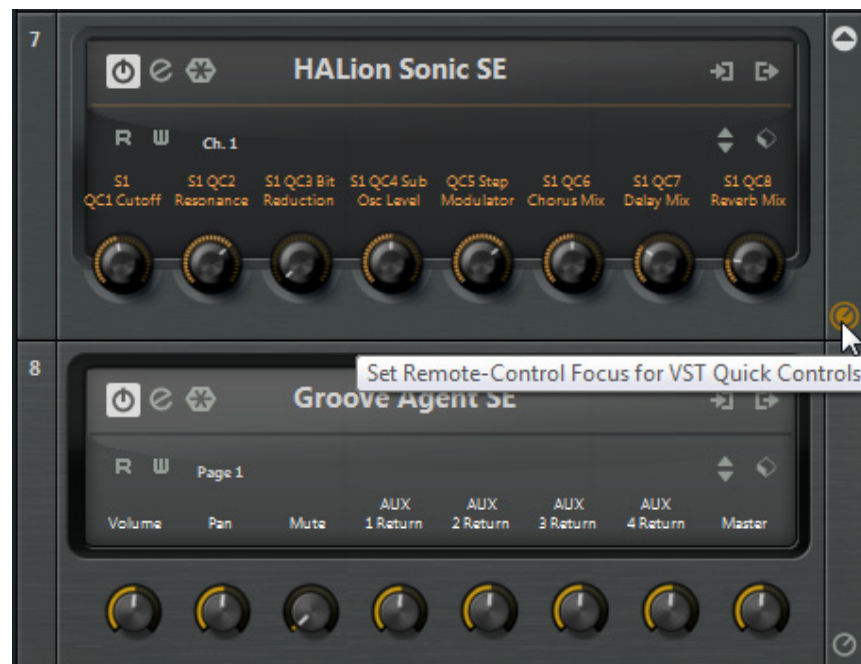 7
HALion Sonic SE
R W Ch. 1
S1 S1 QC2 S1 QC3 Bit S1 QC4 Sub QC5 Step S1 QC6 S1 QC7 S1 QC8
QC1 Cutoff Resonance Reduction Osc Level Modulator Chorus Mix Delay Mix Reverb Mix
Set Remote-Control Focus for VST Quick Controls
8
Groove Agent SE
R W Page 1
AUX AUX AUX AUX
Volume Pan Mute 1 Return 2 Return 3 Return 4 Return Master